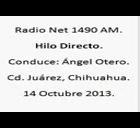 Radio Net 1490 AM.
Hilo Directo.
Conduce: Ángel Otero.
Cd. Juárez, Chihuahua.
14 Octubre 2013.